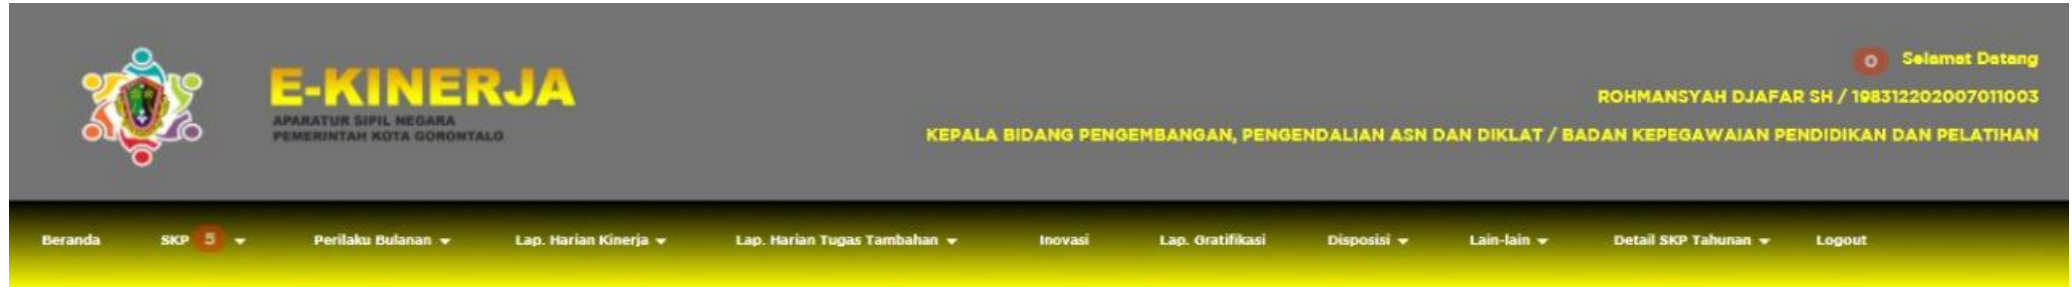 E-KINERJA
APARATUR SIPIL NEGARA
PEMERINTAH KOTA GORONTALO
0 Selamat Datang
ROHMANSYAH DJAFAR SH / 198312202007011003
KEPALA BIDANG PENGEMBANGAN, PENGENDALIAN ASN DAN DIKLAT / BADAN KEPEGAWAIAN PENDIDIKAN DAN PELATIHAN
Beranda SKP 5 Perilaku Bulanan Lap. Harian Kinerja Lap. Harian Tugas Tambahan Inovasi Lap. Gratifikasi Disposisi Lain-lain Detail SKP Tahunan Logout